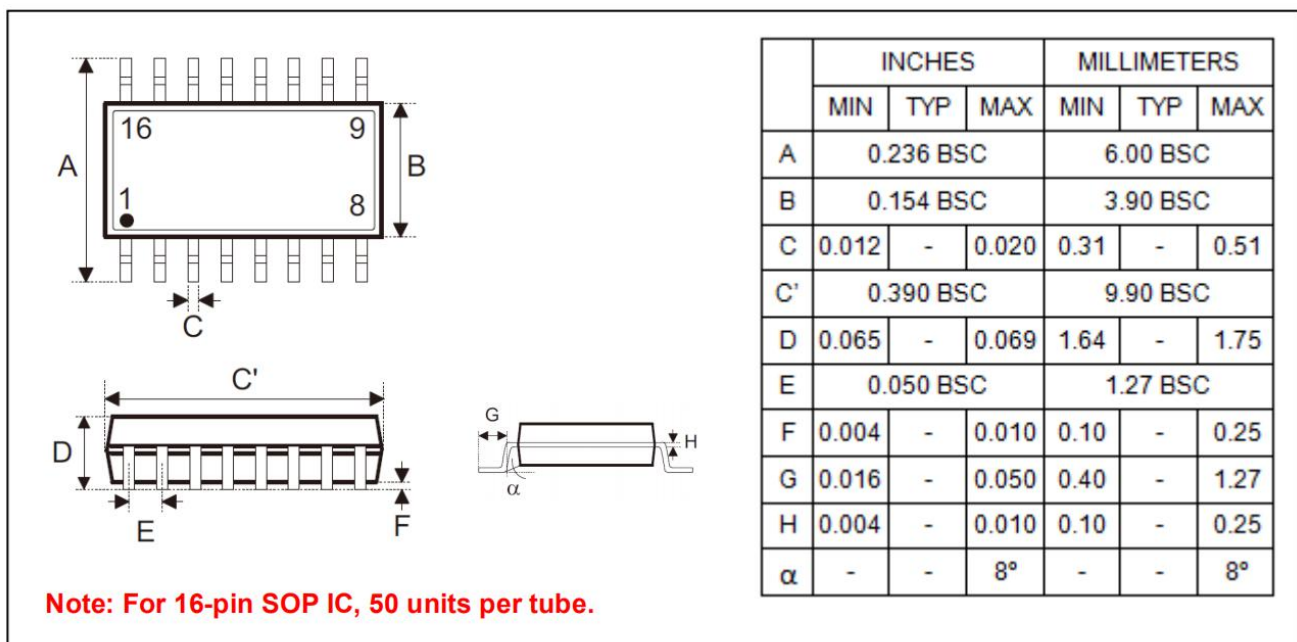 A
16 9
1 8
B
C
C'
D
E
F
G
H
α
Note: For 16-pin SOP IC, 50 units per tube.
INCHES MILLIMETERS
MIN TYP MAX MIN TYP MAX
A 0.236 BSC 6.00 BSC
B 0.154 BSC 3.90 BSC
C 0.012 - 0.020 0.31 - 0.51
C' 0.390 BSC 9.90 BSC
D 0.065 - 0.069 1.64 - 1.75
E 0.050 BSC 1.27 BSC
F 0.004 - 0.010 0.10 - 0.25
G 0.016 - 0.050 0.40 - 1.27
H 0.004 - 0.010 0.10 - 0.25
α - - 8° - - 8°